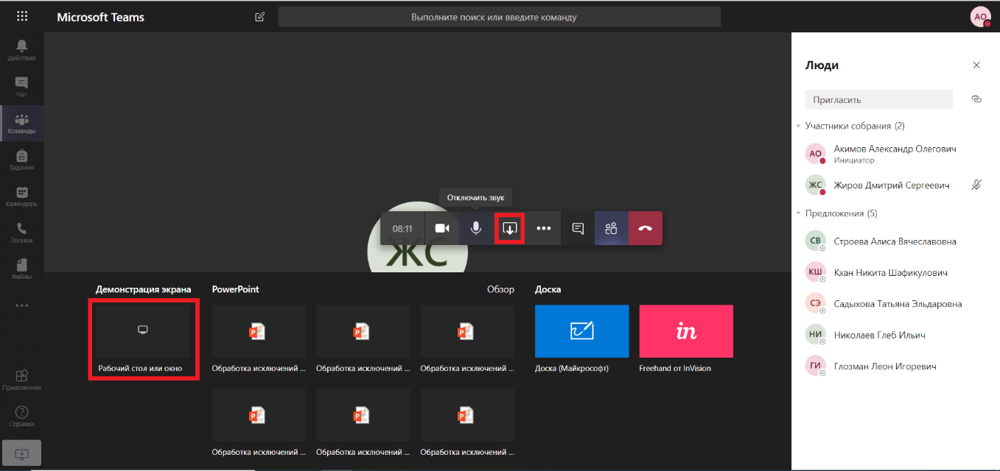 Microsoft Teams
Выполните поиск или введите команду
АО
Действия
Чат
Команды
Задания
Календарь
Звонки
Файлы
Приложения
Справка
Отключить звук
08:11
ЖС
Демонстрация экрана
Рабочий стол или окно
PowerPoint
Обзор
Обработка исключений ...
Обработка исключений ...
Обработка исключений ...
Обработка исключений ...
Обработка исключений ...
Обработка исключений ...
Доска
Доска (Майкрософт)
in
Freehand от InVision
Люди
Пригласить
Участники собрания (2)
АО
Акимов Александр Олегович
Инициатор
ЖС
Жиров Дмитрий Сергеевич
Предложения (5)
СВ
Строева Алиса Вячеславовна
КШ
Кхан Никита Шафикулович
СЭ
Садыхова Татьяна Эльдаровна
НИ
Николаев Глеб Ильич
ГИ
Глозман Леон Игоревич